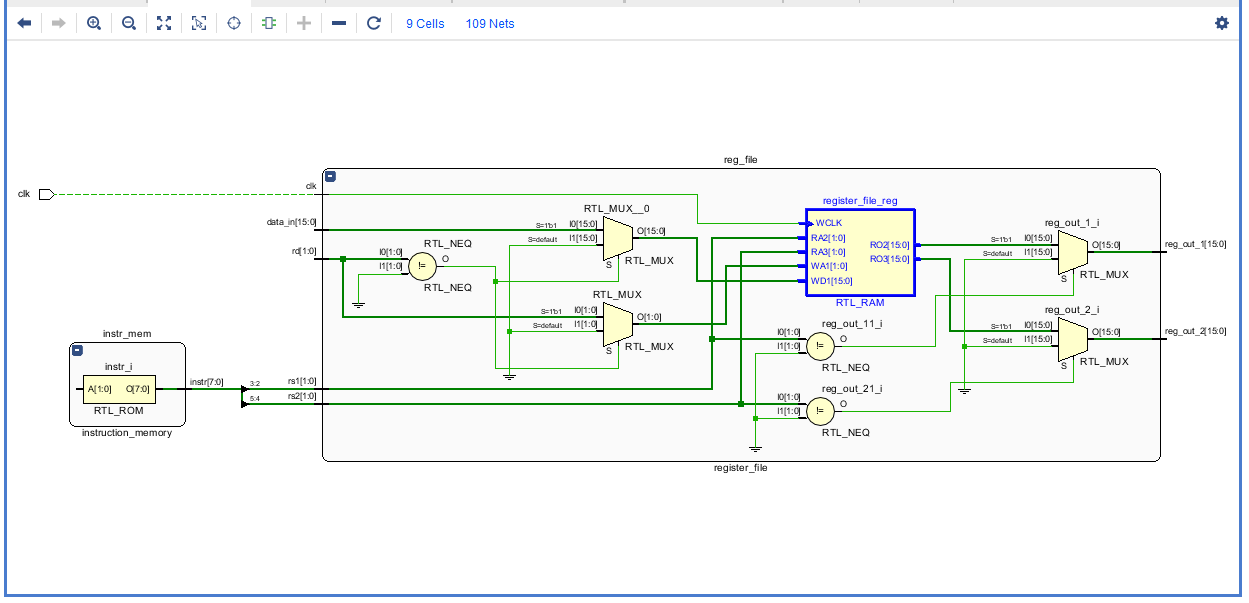 9 Cells 109 Nets
reg_file
clk
clk
data_in[15:0]
rd[1:0]
RTL_NEQ
I0[1:0]
I1[1:0]
!=
O
RTL_NEQ
RTL_MUX__0
S=1'b1
I0[15:0]
S=default
I1[15:0]
O[15:0]
S
RTL_MUX
RTL_MUX
S=1'b1
I0[1:0]
S=default
I1[1:0]
O[1:0]
S
RTL_MUX
register_file_reg
WCLK
RA2[1:0]
RA3[1:0]
WA1[1:0]
WD1[15:0]
RO2[15:0]
RO3[15:0]
RTL_RAM
reg_out_1_i
S=1'b1
I0[15:0]
S=default
I1[15:0]
O[15:0]
S
RTL_MUX
reg_out_1[15:0]
reg_out_11_i
I0[1:0]
I1[1:0]
!=
O
RTL_NEQ
reg_out_2_i
S=1'b1
I0[15:0]
S=default
I1[15:0]
O[15:0]
S
RTL_MUX
reg_out_2[15:0]
reg_out_21_i
I0[1:0]
I1[1:0]
!=
O
RTL_NEQ
instr_mem
instr_i
A[1:0] O[7:0]
RTL_ROM
instruction_memory
instr[7:0]
3:2
5:4
rs1[1:0]
rs2[1:0]
register_file